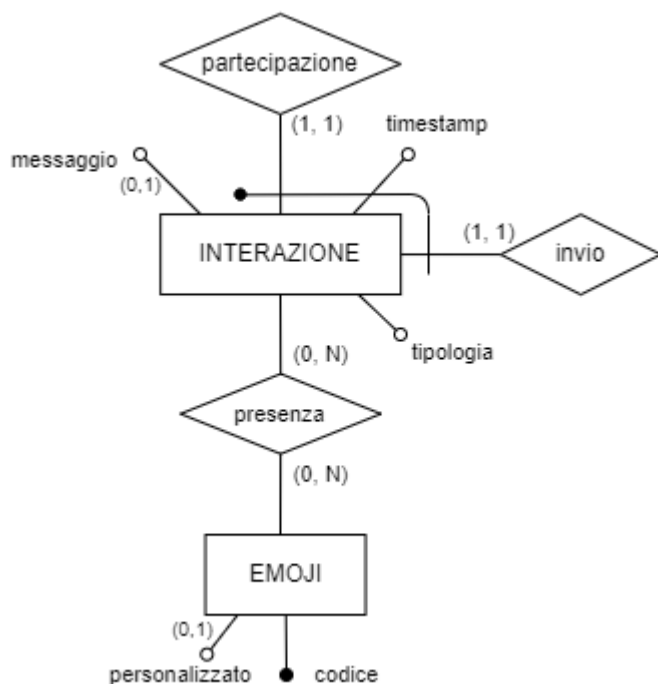 partecipazione
(1, 1)
timestamp
messaggio
(0,1)
INTERAZIONE
(1, 1)
invio
(0, N)
tipologia
presenza
(0, N)
EMOJI
(0,1)
personalizzato
codice